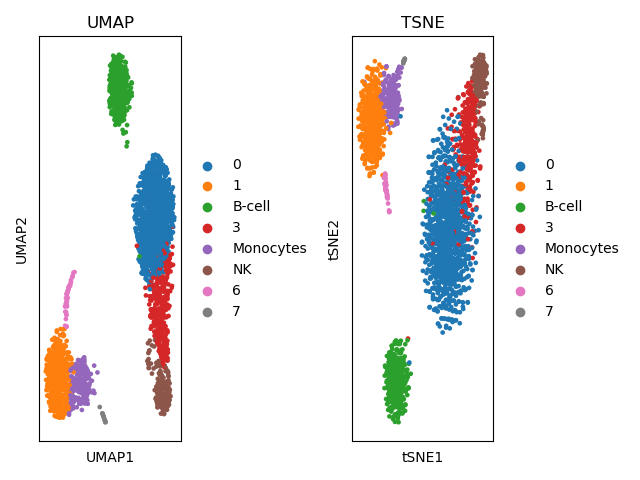 UMAP
UMAP2
UMAP1
0
1
B-cell
3
Monocytes
NK
6
7
TSNE
tSNE2
tSNE1
0
1
B-cell
3
Monocytes
NK
6
7